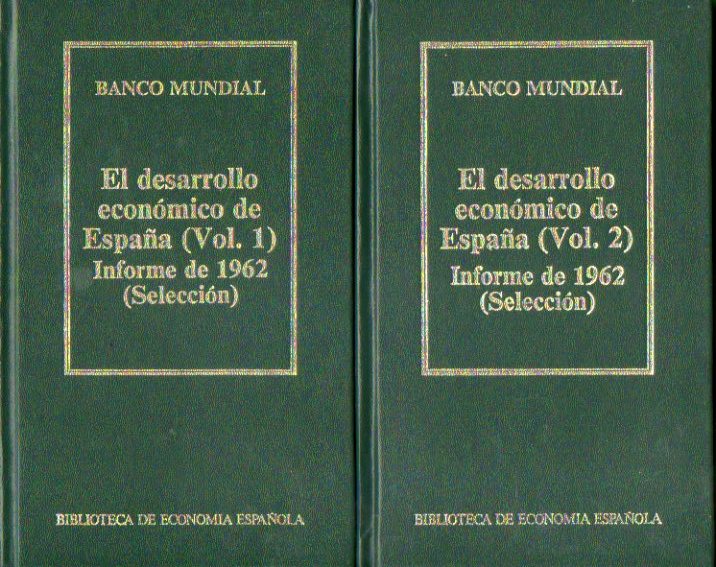 BANCO MUNDIAL
El desarrollo
económico de
España (Vol. 1)
Informe de 1962
(Selección)
BIBLIOTECA DE ECONOMIA ESPAÑOLA
BANCO MUNDIAL
El desarrollo
económico de
España (Vol. 2)
Informe de 1962
(Selección)
BIBLIOTECA DE ECONOMIA ESPAÑOLA